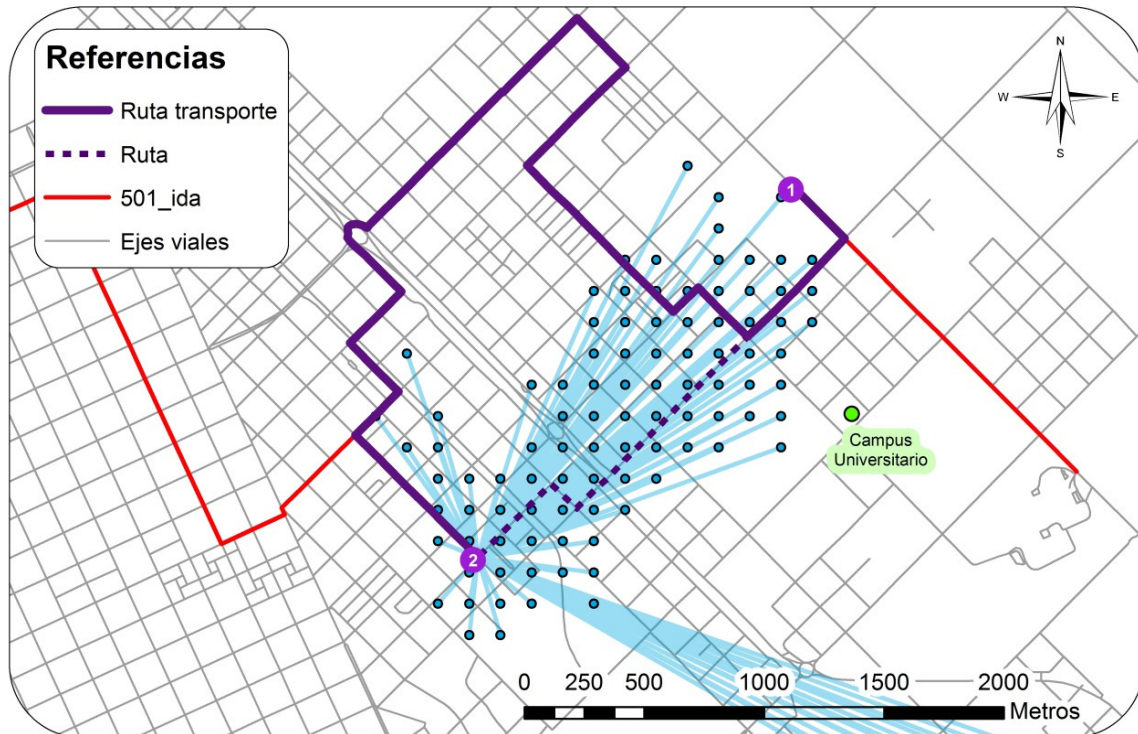 Referencias
Ruta transporte
Ruta
501_ida
Ejes viales
N
W
E
S
1
Campus
Universitario
2
0 250 500 1000 1500 2000
Metros